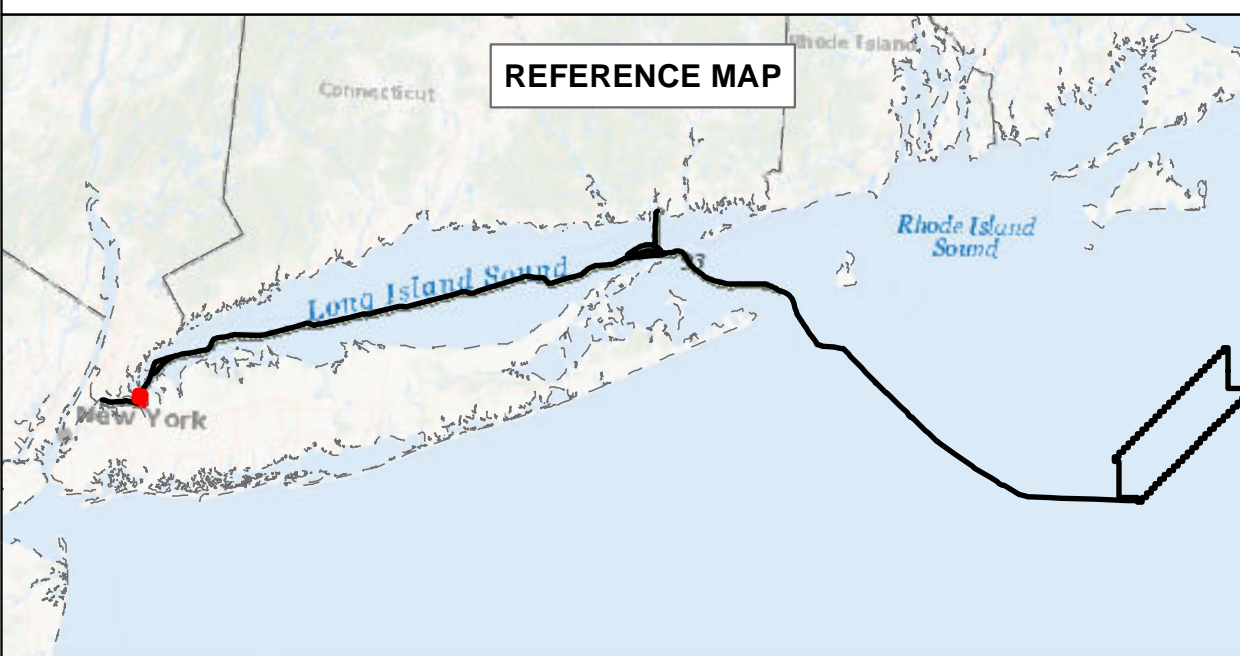 Rhode Island
REFERENCE MAP
Connecticut
Rhode Island
Sound
Long Island Sound
New York